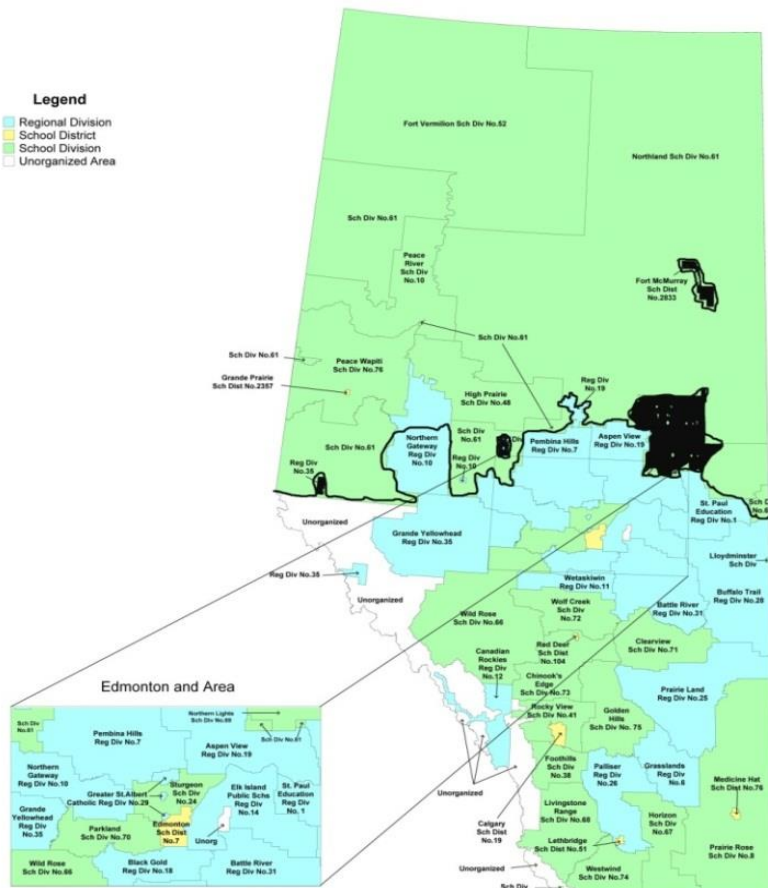 Legend
Regional Division
School District
School Division
Unorganized Area
Fort Vermilion Sch Div No.52
Northland Sch Div No.61
Sch Div No.61
Peace
River
Sch Div
No.10
Fort McMurray
Sch Dist
No.2833
Sch Div No.61
Sch Div No.61
Peace Wapiti
Sch Div No.76
Grande Prairie
Sch Dist No.2357
Reg Div
No.19
High Prairie
Sch Div No.48
Sch Div No.61
Northern
Gateway
Reg Div
No.10
Sch Div
No.61
Div
Pembina Hills
Reg Div No.7
Aspen View
Reg Div No.19
Reg Div
No.35
Reg Div
No.10
Unorganized
Grande Yellowhead
Reg Div No.35
St. Paul
Education
Reg Div No.1
Sch D
Lloydminster
Sch Div
Reg Div No.35
Unorganized
Wetaskiwin
Reg Div No.11
Buffalo Trail
Reg Div No.28
Wild Rose
Sch Div No.66
Wolf Creek
Sch Div
No.72
Battle River
Reg Div No.31
Red Deer
Sch Dist
No.104
Clearview
Sch Div No.71
Canadian
Rockies
Reg Div
No.12
Chinook's
Edge
Sch Div No.73
Prairie Land
Reg Div No.25
Rocky View
Sch Div No.41
Golden
Hills
Sch Div No. 75
Foothills
Sch Div
No.38
Palliser
Reg Div
No.26
Grasslands
Reg Div
No.6
Medicine Hat
Sch Dist No.76
Unorganized
Livingstone
Range
Sch Div No.68
Calgary
Sch Dist
No.19
Horizon
Sch Div
No.67
Lethbridge
Sch Dist No.51
Prairie Rose
Sch Div No.8
Unorganized
Westwind
Sch Div No.74
Sch Div
Edmonton and Area
Sch Div
No.61
Northern Lights
Sch Div No.69
Pembina Hills
Reg Div No.7
Aspen View
Reg Div No.19
Sch Div No.61
Northern
Gateway
Reg Div
No.10
Greater St.Albert
Catholic Reg Div No.29
Sturgeon
Sch Div
No.24
Elk Island
Public Schs
Reg Div
No.14
St. Paul
Education
Reg Div
No. 1
Grande
Yellowhead
Reg Div
No.35
Parkland
Sch Div No.70
Edmonton
Sch Dist
No.7
Unorg
Wild Rose
Sch Div No.66
Black Gold
Reg Div No.18
Battle River
Reg Div No.31